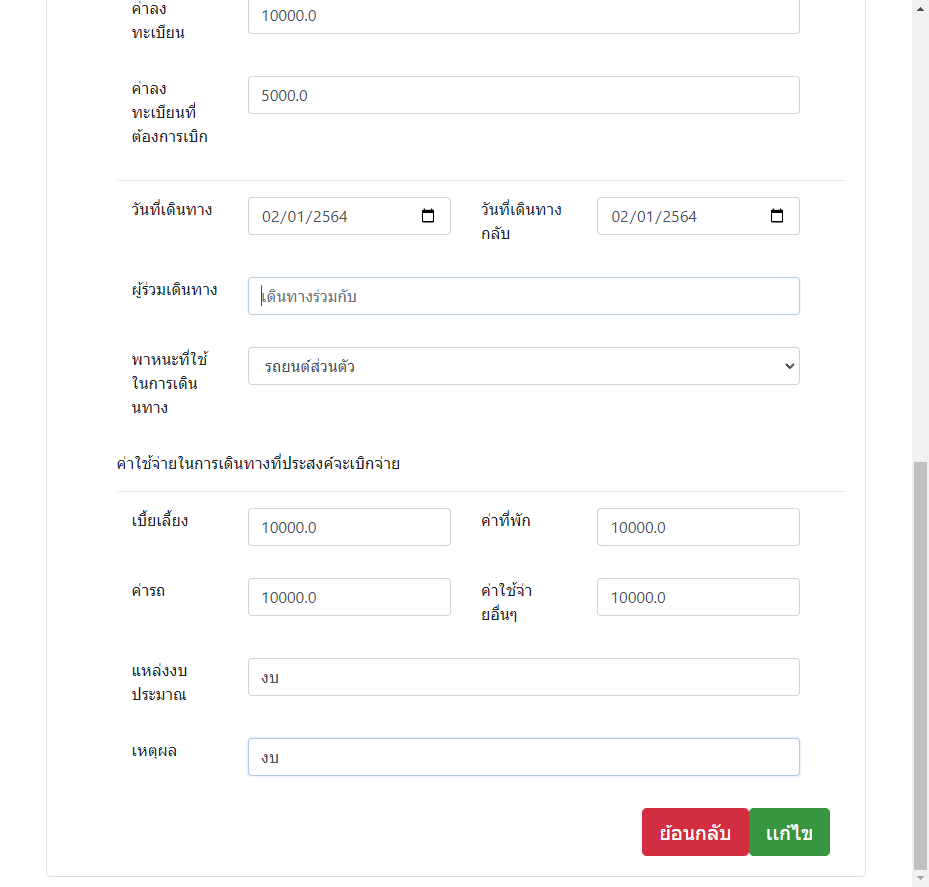 ค่าลง
ทะเบียน
10000.0
ค่าลง
ทะเบียนที่
ต้องการเบิก
5000.0
วันที่เดินทาง
02/01/2564
วันที่เดินทาง
กลับ
02/01/2564
ผู้ร่วมเดินทาง
เดินทางร่วมกับ
พาหนะที่ใช้
ในการเดิน
นทาง
รถยนต์ส่วนตัว
ค่าใช้จ่ายในการเดินทางที่ประสงค์จะเบิกจ่าย
เบี้ยเลี้ยง
10000.0
ค่าที่พัก
10000.0
ค่ารถ
10000.0
ค่าใช้จ่า
ยอื่นๆ
10000.0
แหล่งงบ
ประมาณ
งบ
เหตุผล
งบ
ย้อนกลับ
แก้ไข